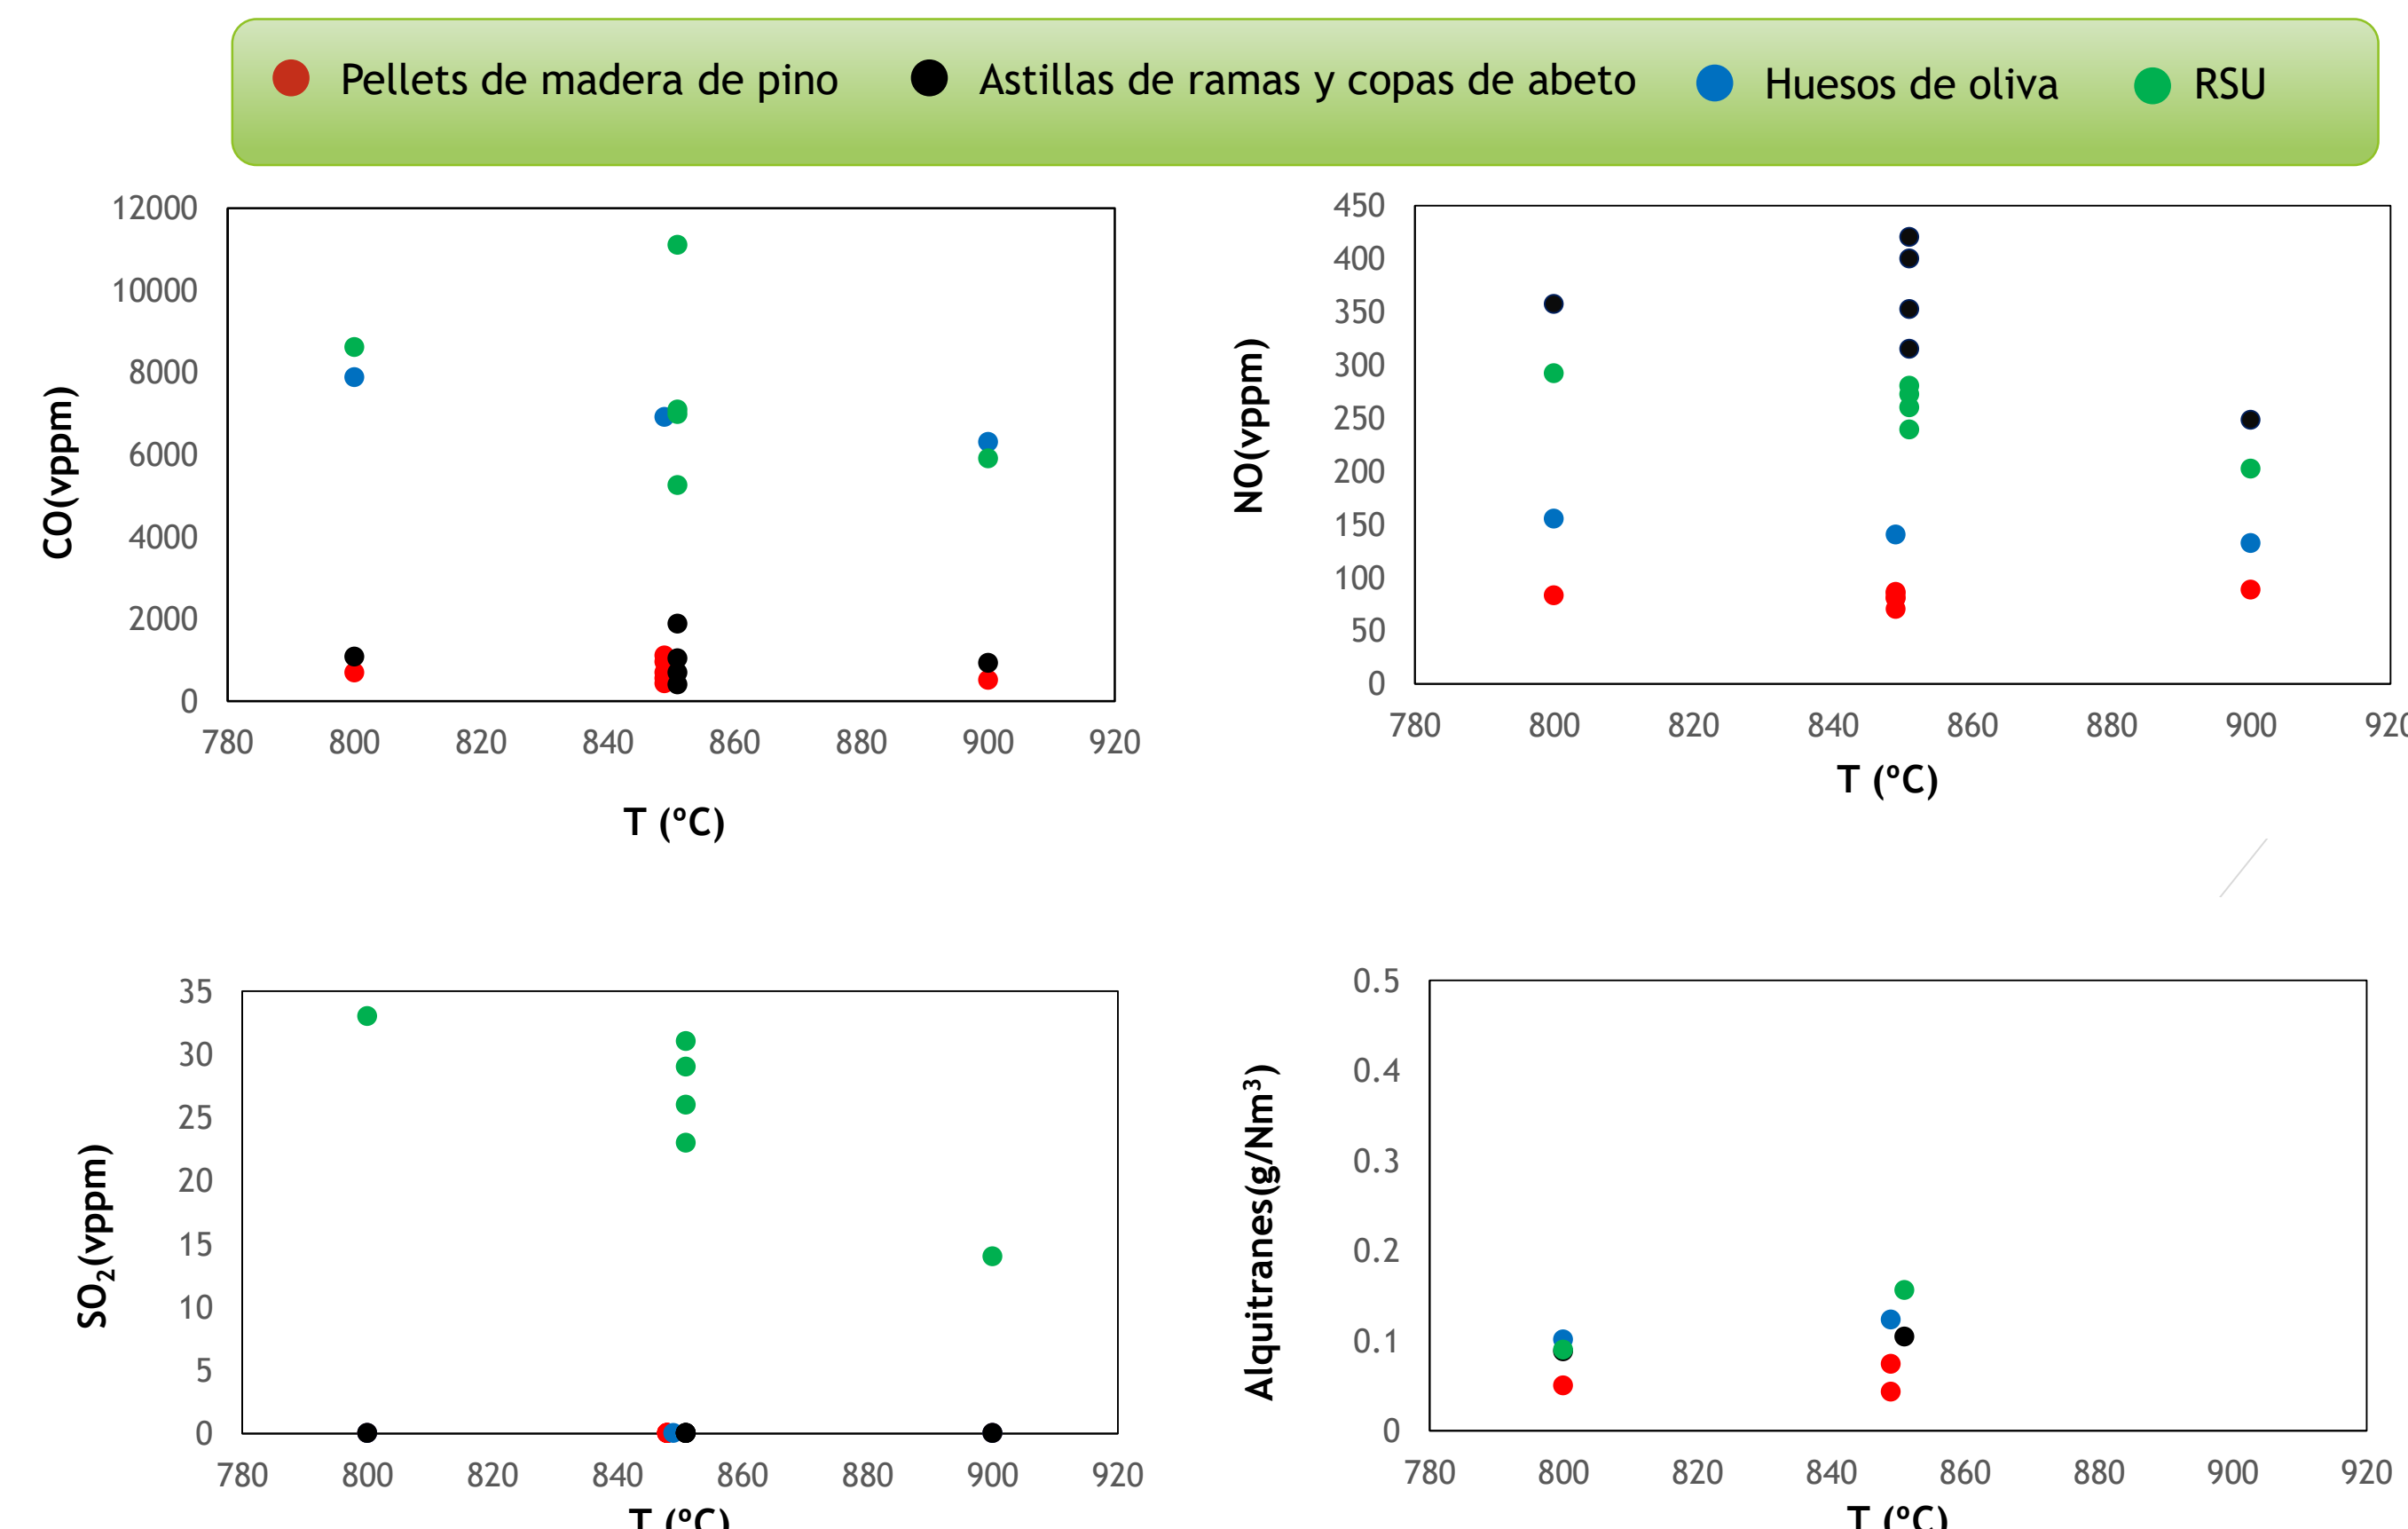 Pellets de madera de pino
Astillas de ramas y copas de abeto
Huesos de oliva
RSU
12000
10000
8000
6000
4000
2000
0
CO(vppm)
780 800 820 840 860 880 900 920
T (ºC)
450
400
350
300
250
200
150
100
50
0
NO(vppm)
780 800 820 840 860 880 900 920
T (ºC)
35
30
25
20
15
10
5
0
SO₂(vppm)
780 800 820 840 860 880 900 920
T (ºC)
0.5
0.4
0.3
0.2
0.1
0
Alquitranes(g/Nm³)
780 800 820 840 860 880 900 920
T (ºC)